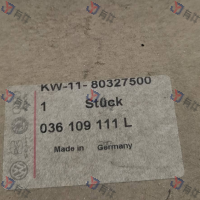 KW-11- 80327500
1 Stück
036 109 111 L
Made in Germany